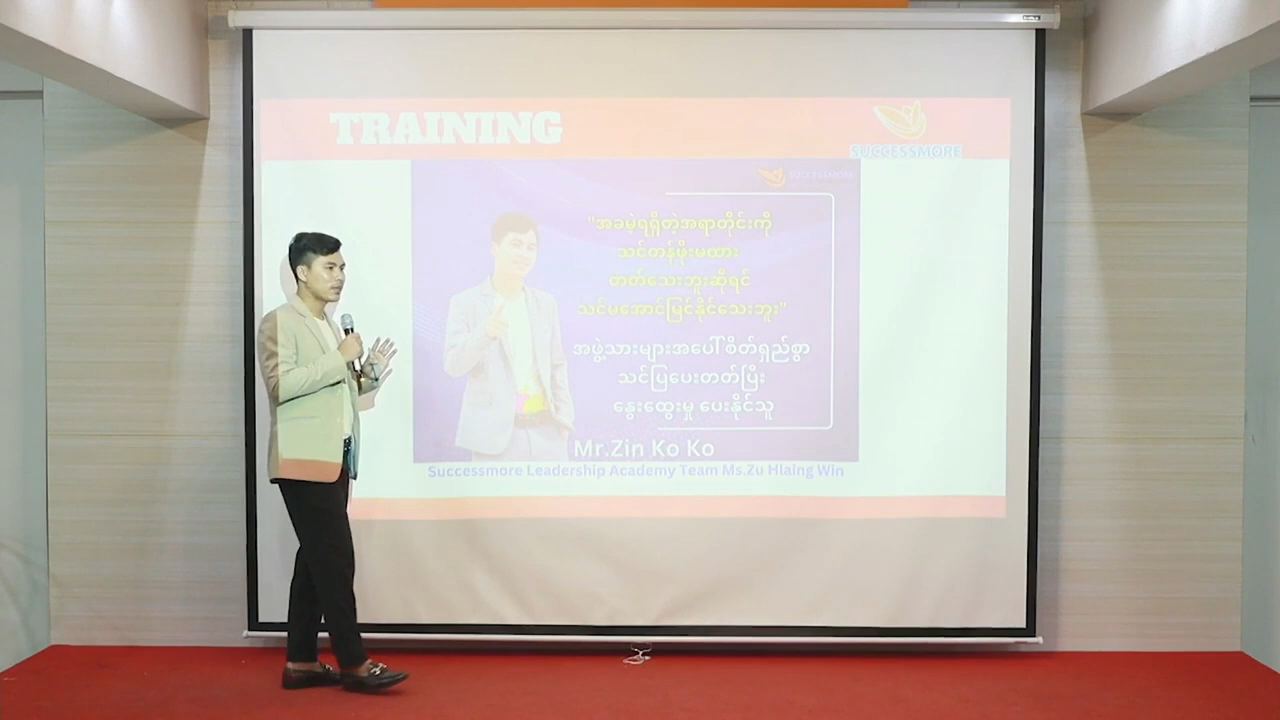 TRAINING
SUCCESSMORE
SUCCESSMORE
"အခမဲ့ရရှိတဲ့အရာတိုင်းကို
သင်တန်ဖိုးမထား
တတ်သေးဘူးဆိုရင်
သင်မအောင်မြင်နိုင်သေးဘူး"
အဖွဲ့သားများအပေါ် စိတ်ရှည်စွာ
သင်ပြပေးတတ်ပြီး
နွေးထွေးမှု ပေးနိုင်သူ
Mr.Zin Ko Ko
Successmore Leadership Academy Team Ms.Zu Hlaing Win